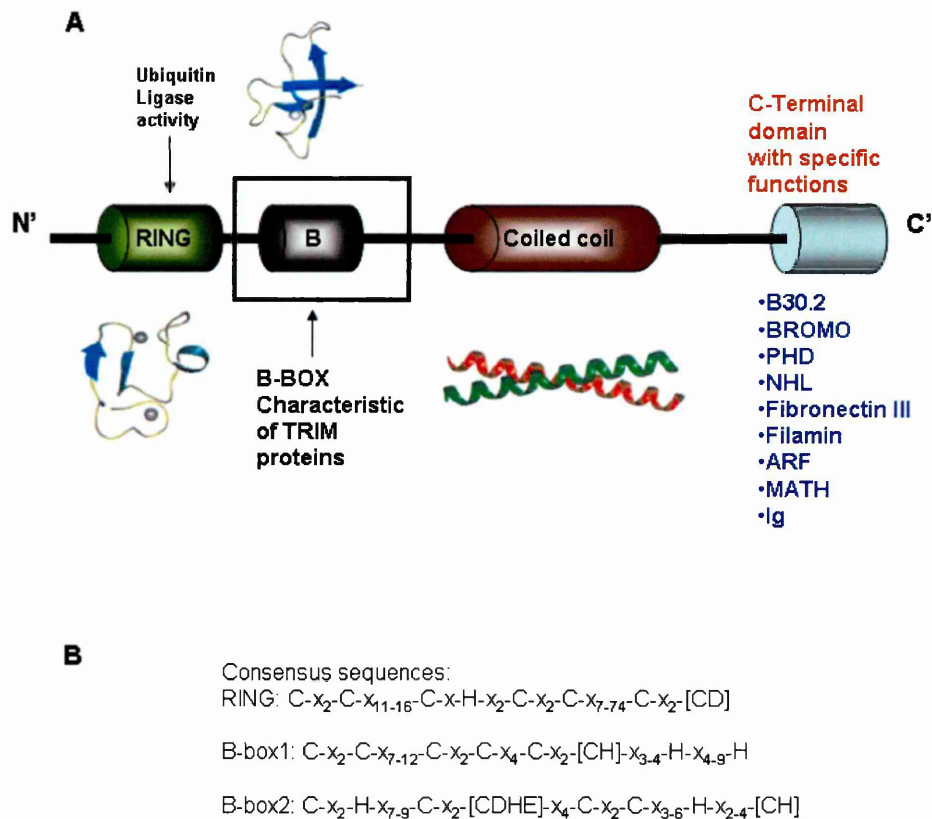 A
Ubiquitin
Ligase
activity
C-Terminal
domain
with specific
functions
N'
RING
B
Coiled coil
C'
B-BOX
Characteristic
of TRIM
proteins
•B30.2
•BROMO
•PHD
•NHL
•Fibronectin III
•Filamin
•ARF
•MATH
•Ig
B
Consensus sequences:
RING: C-x₂-C-x₁₁₋₁₆-C-x-H-x₂-C-x₂-C-x₇₋₇₄-C-x₂-[CD]
B-box1: C-x₂-C-x₇₋₁₂-C-x₂-C-x₄-C-x₂-[CH]-x₃₋₄-H-x₄₋₉-H
B-box2: C-x₂-H-x₇₋₉-C-x₂-[CDHE]-x₄-C-x₂-C-x₃₋₆-H-x₂₋₄-[CH]